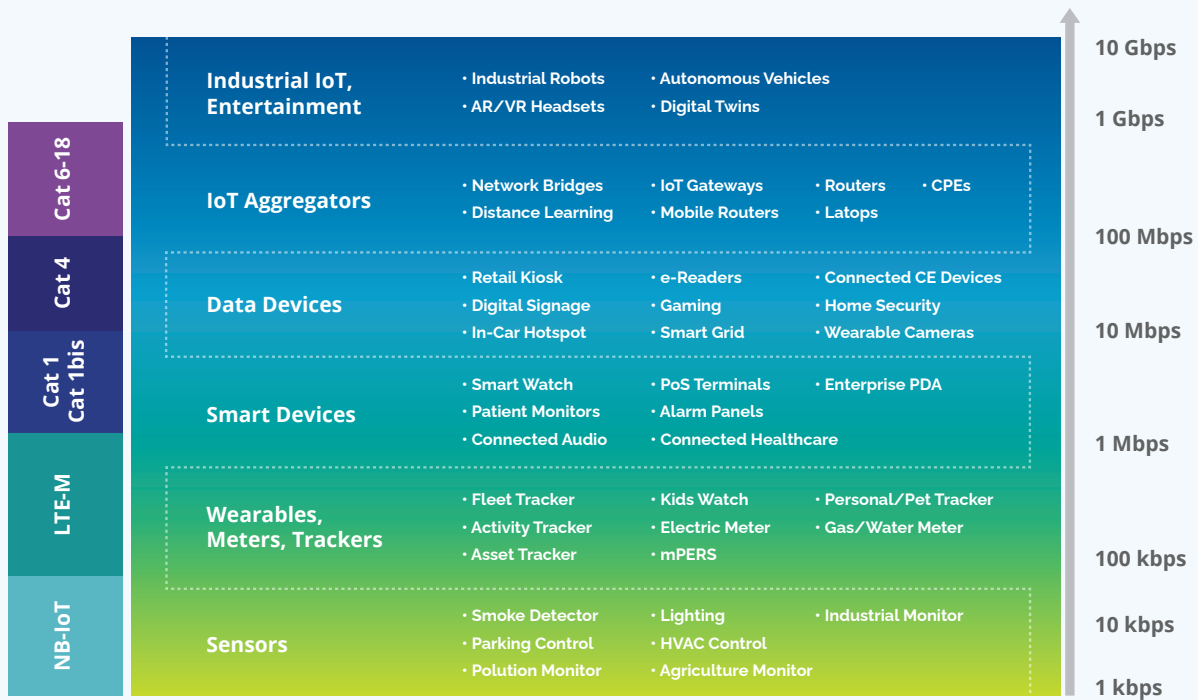 Cat 6-18
Cat 4
Cat 1
Cat 1bis
LTE-M
NB-IoT
Industrial IoT,
Entertainment
• Industrial Robots
• AR/VR Headsets
• Autonomous Vehicles
• Digital Twins
IoT Aggregators
• Network Bridges
• Distance Learning
• IoT Gateways
• Mobile Routers
• Routers
• Latops
• CPEs
Data Devices
• Retail Kiosk
• Digital Signage
• In-Car Hotspot
• e-Readers
• Gaming
• Smart Grid
• Connected CE Devices
• Home Security
• Wearable Cameras
Smart Devices
• Smart Watch
• Patient Monitors
• Connected Audio
• PoS Terminals
• Alarm Panels
• Connected Healthcare
• Enterprise PDA
Wearables,
Meters, Trackers
• Fleet Tracker
• Activity Tracker
• Asset Tracker
• Kids Watch
• Electric Meter
• mPERS
• Personal/Pet Tracker
• Gas/Water Meter
Sensors
• Smoke Detector
• Parking Control
• Polution Monitor
• Lighting
• HVAC Control
• Agriculture Monitor
• Industrial Monitor
10 Gbps
1 Gbps
100 Mbps
10 Mbps
1 Mbps
100 kbps
10 kbps
1 kbps